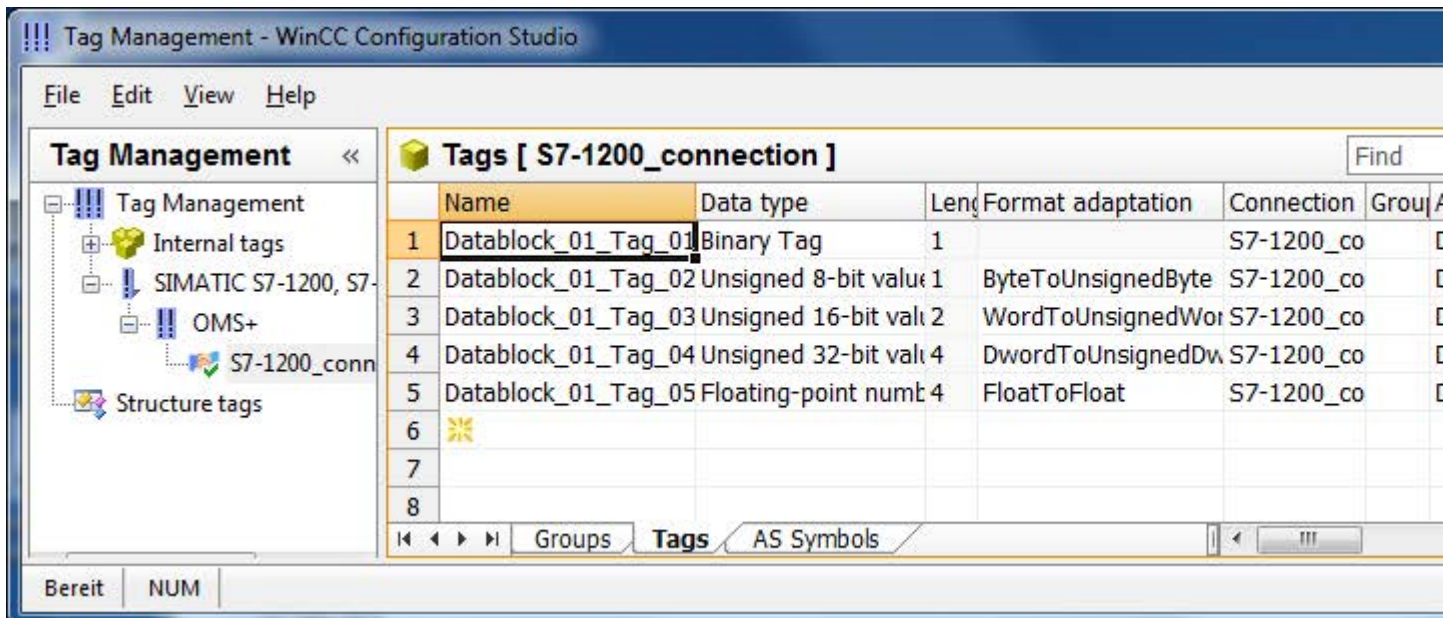 Tag Management - WinCC Configuration Studio
File Edit View Help
Tag Management «
Tag Management
Internal tags
SIMATIC S7-1200, S7-
OMS+
S7-1200_conn
Structure tags
Tags [ S7-1200_connection ] Find
Name Data type Leng Format adaptation Connection Group A
1 Datablock_01_Tag_01 Binary Tag 1 S7-1200_co D
2 Datablock_01_Tag_02 Unsigned 8-bit value 1 ByteToUnsignedByte S7-1200_co D
3 Datablock_01_Tag_03 Unsigned 16-bit valu 2 WordToUnsignedWor S7-1200_co D
4 Datablock_01_Tag_04 Unsigned 32-bit valu 4 DwordToUnsignedDw S7-1200_co D
5 Datablock_01_Tag_05 Floating-point numb 4 FloatToFloat S7-1200_co D
6
7
8
Groups Tags AS Symbols
Bereit NUM